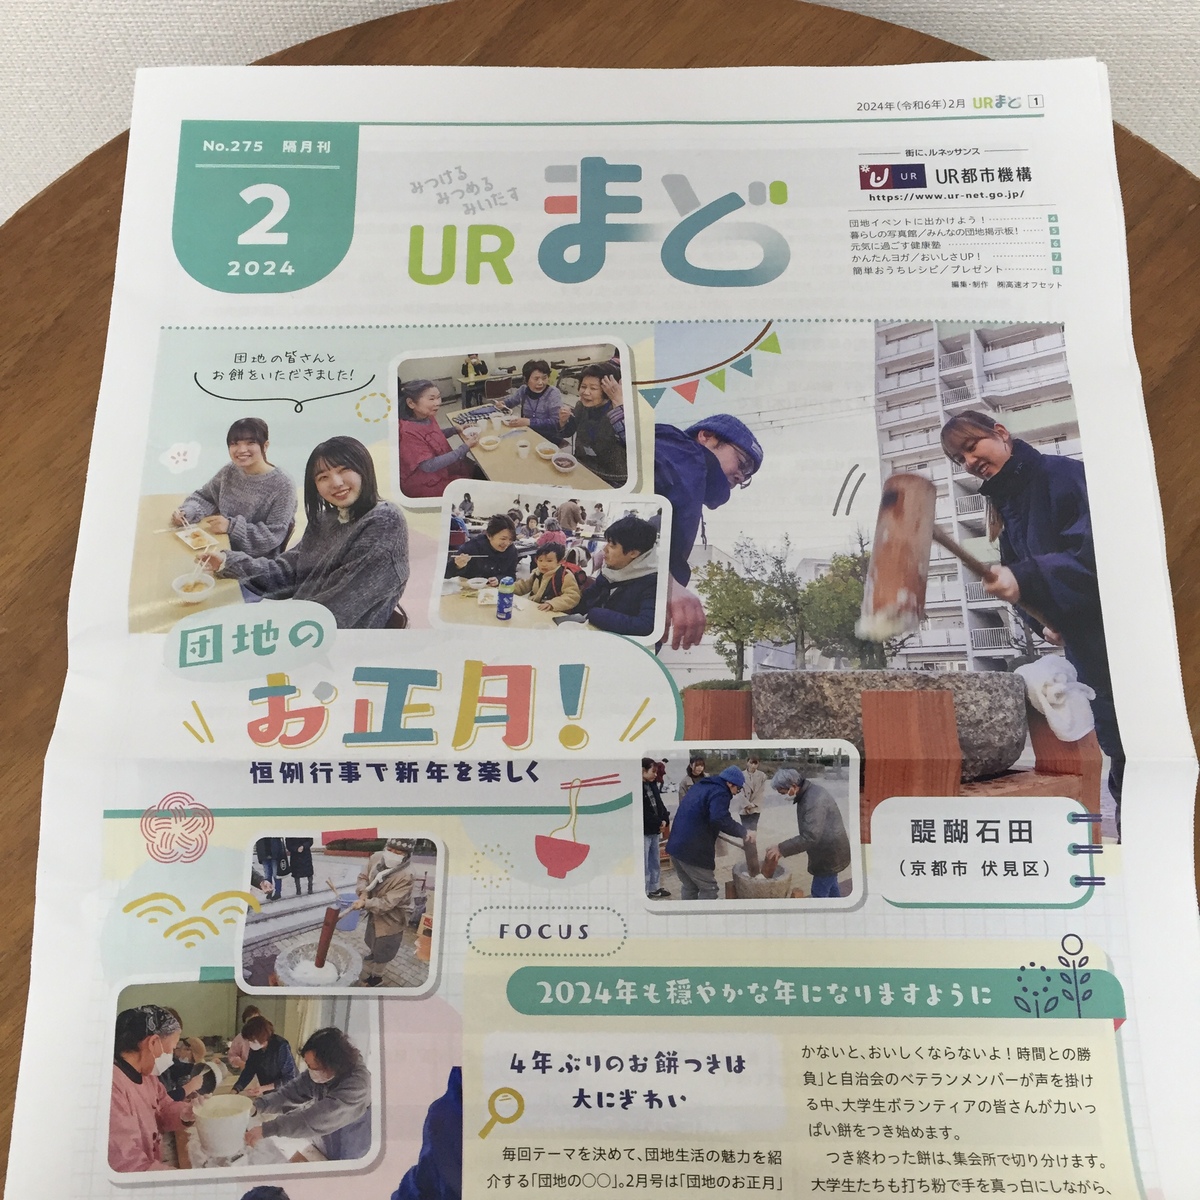 2024年(令和6年)2月 URまど 1
No.275 隔月刊
2
2024
みつける
みつめる
みいだす
URまど
街に、ルネッサンス
UR UR都市機構
https://www.ur-net.go.jp/
団地イベントに出かけよう! 4
暮らしの写真館/みんなの団地掲示板! 5
元気に過ごす健康塾 6
かんたんヨガ/おいしさUP! 7
簡単おうちレシピ/プレゼント 8
編集・制作 ㈱高速オフセット
団地の皆さんと
お餅をいただきました!
団地の
お正月!
恒例行事で新年を楽しく
醍醐石田
(京都市 伏見区)
FOCUS
2024年も穏やかな年になりますように
4年ぶりのお餅つきは
大にぎわい
毎回テーマを決めて、団地生活の魅力を紹
介する「団地の○○」。2月号は「団地のお正月」
かないと、おいしくならないよ!時間との勝
負」と自治会のベテランメンバーが声を掛け
る中、大学生ボランティアの皆さんが力いっ
ぱい餅をつき始めます。
つき終わった餅は、集会所で切り分けます。
大学生たちも打ち粉で手を真っ白にしながら、